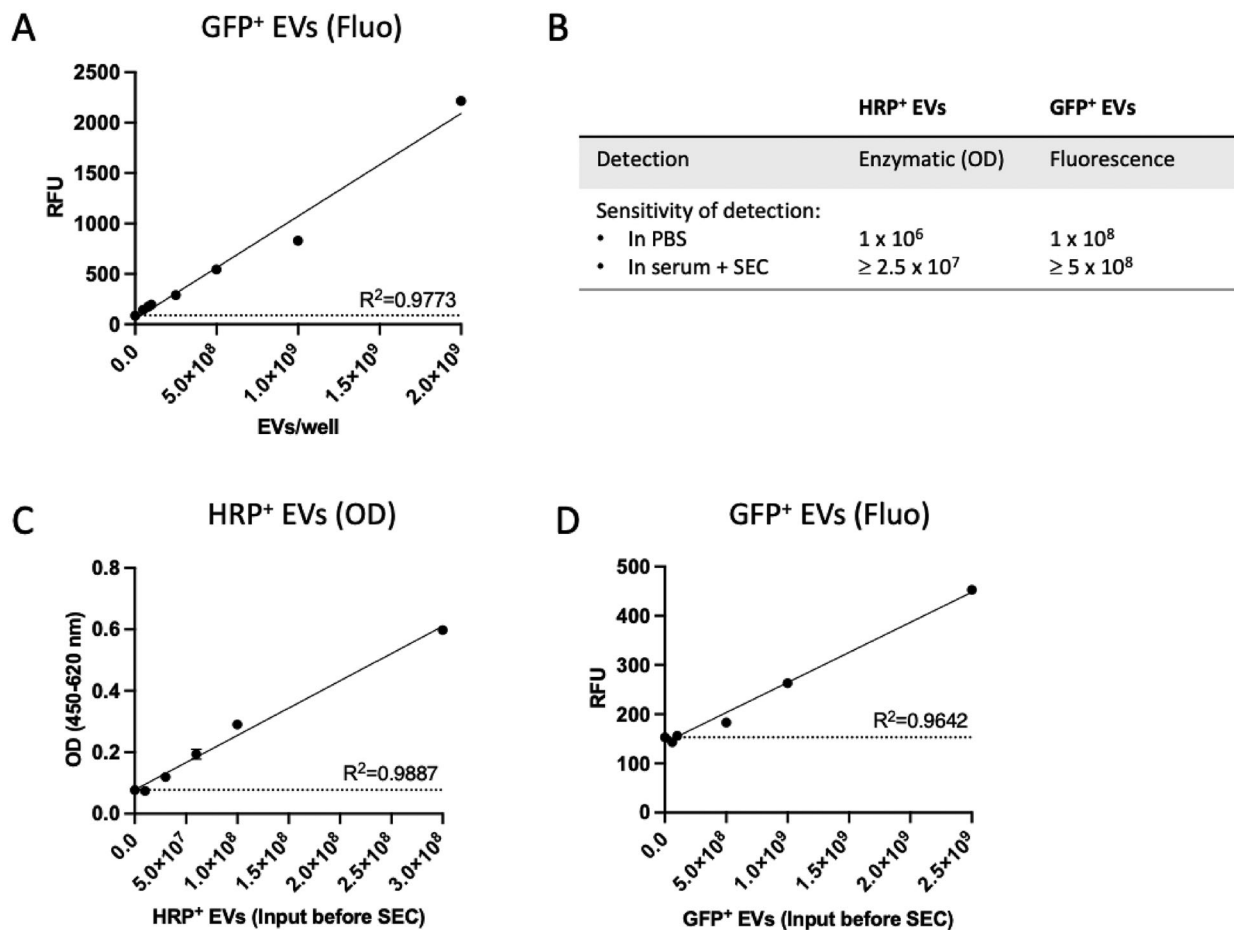 A
GFP⁺ EVs (Fluo)
2500
2000
1500
1000
500
0
RFU
R²=0.9773
0.0
5.0×10⁸
1.0×10⁹
1.5×10⁹
2.0×10⁹
EVs/well
B
HRP⁺ EVs GFP⁺ EVs
Detection Enzymatic (OD) Fluorescence
Sensitivity of detection:
• In PBS 1 x 10⁶ 1 x 10⁸
• In serum + SEC ≥ 2.5 x 10⁷ ≥ 5 x 10⁸
C
HRP⁺ EVs (OD)
0.8
0.6
0.4
0.2
0.0
OD (450-620 nm)
R²=0.9887
0.0
5.0×10⁷
1.0×10⁸
1.5×10⁸
2.0×10⁸
2.5×10⁸
3.0×10⁸
HRP⁺ EVs (Input before SEC)
D
GFP⁺ EVs (Fluo)
500
400
300
200
100
0
RFU
R²=0.9642
0.0
5.0×10⁸
1.0×10⁹
1.5×10⁹
2.0×10⁹
2.5×10⁹
GFP⁺ EVs (Input before SEC)